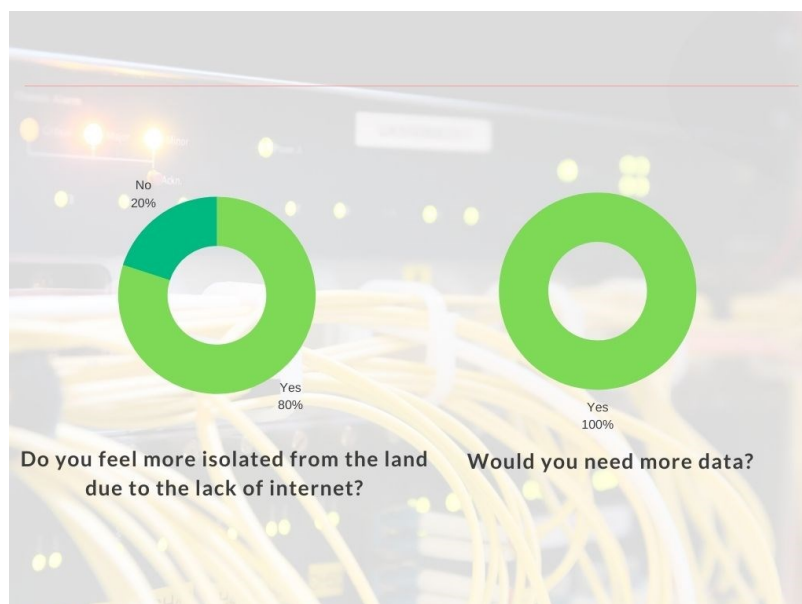 No
20%
Yes
80%
Do you feel more isolated from the land
due to the lack of internet?
Yes
100%
Would you need more data?